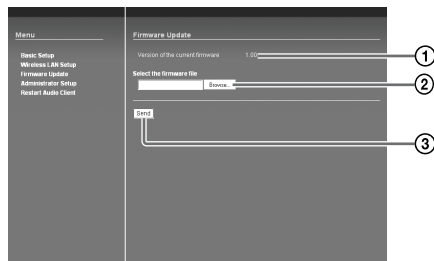 Menu
Basic Setup
Wireless LAN Setup
Firmware Update
Administrator Setup
Restart Audio Client
Firmware Update
Version of the current firmware 1.00
Select the firmware file
Browse...
Send
1
2
3